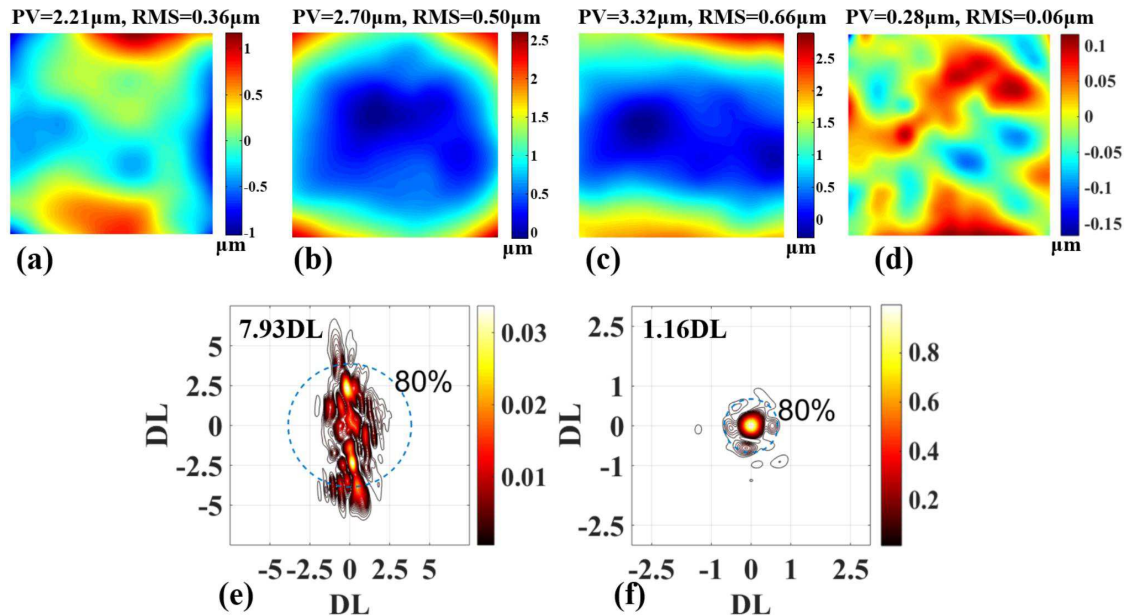 PV=2.21μm, RMS=0.36μm
PV=2.70μm, RMS=0.50μm
PV=3.32μm, RMS=0.66μm
PV=0.28μm, RMS=0.06μm
1
0.5
0
-0.5
-1
μm
2.5
2
1.5
1
0.5
0
μm
2.5
2
1.5
1
0.5
0
μm
0.1
0.05
0
-0.05
-0.1
-0.15
μm
(a)
(b)
(c)
(d)
7.93DL
80%
5
2.5
0
-2.5
-5
DL
-5
-2.5
0
2.5
5
DL
0.03
0.02
0.01
(e)
1.16DL
80%
2.5
1
0
-1
-2.5
DL
-2.5
-1
0
1
2.5
DL
0.8
0.6
0.4
0.2
(f)